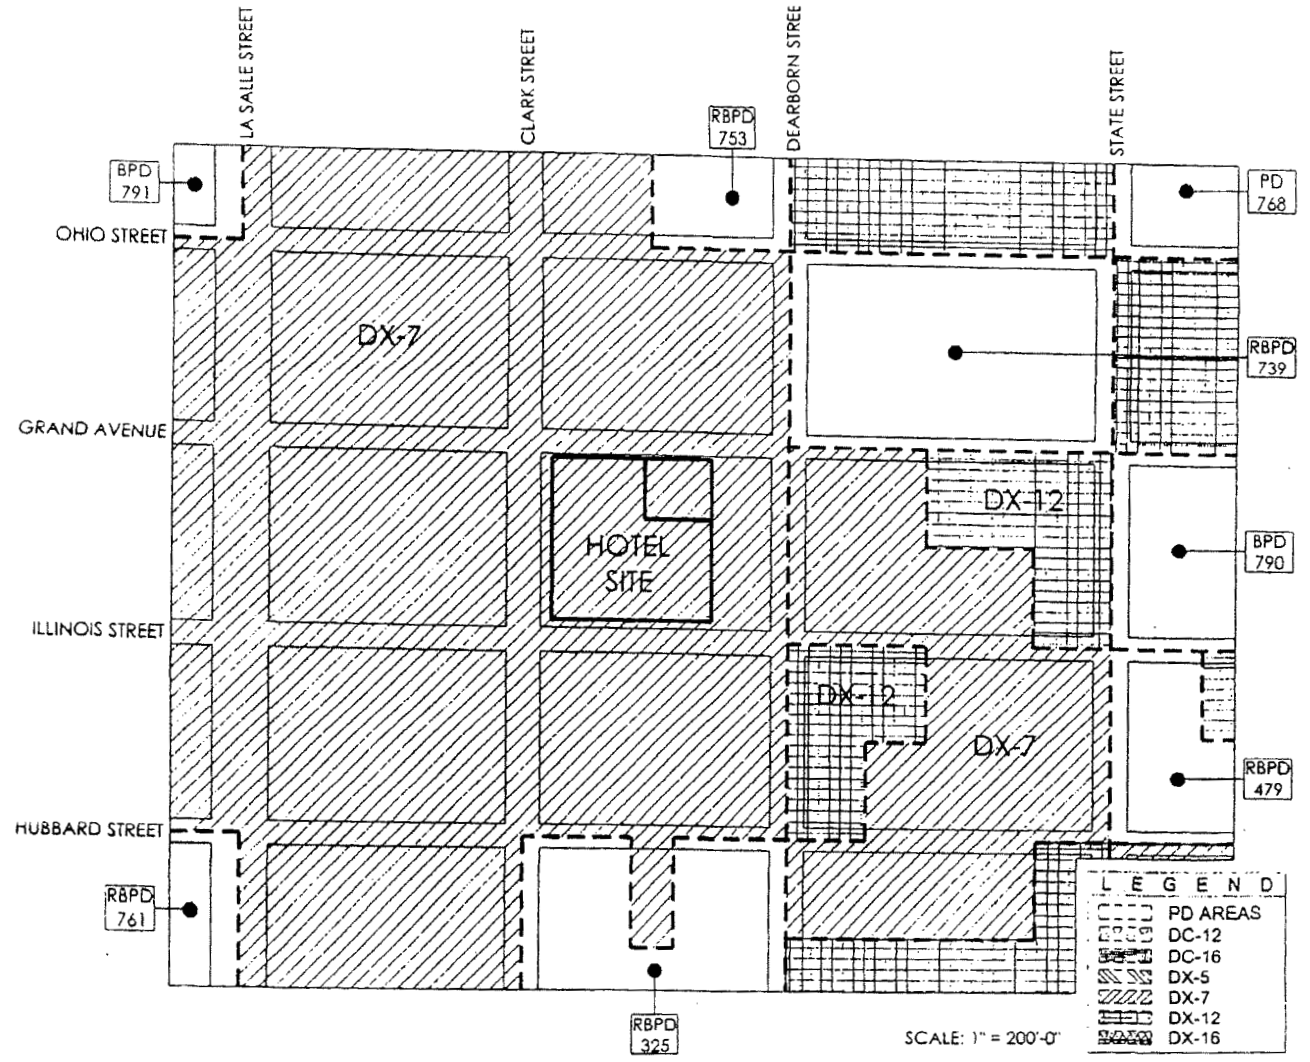 LA SALLE STREET
CLARK STREET
DEARBORN STREE
STATE STREET
RBPD
753
BPD
791
PD
768
OHIO STREET
DX-7
RBPD
739
GRAND AVENUE
DX-12
HOTEL
SITE
BPD
790
ILLINOIS STREET
DX-12
DX-7
RBPD
479
HUBBARD STREET
RBPD
761
LEGEND
PD AREAS
DC-12
DC-16
DX-5
DX-7
DX-12
DX-16
RBPD
325
SCALE: 1" = 200'-0"